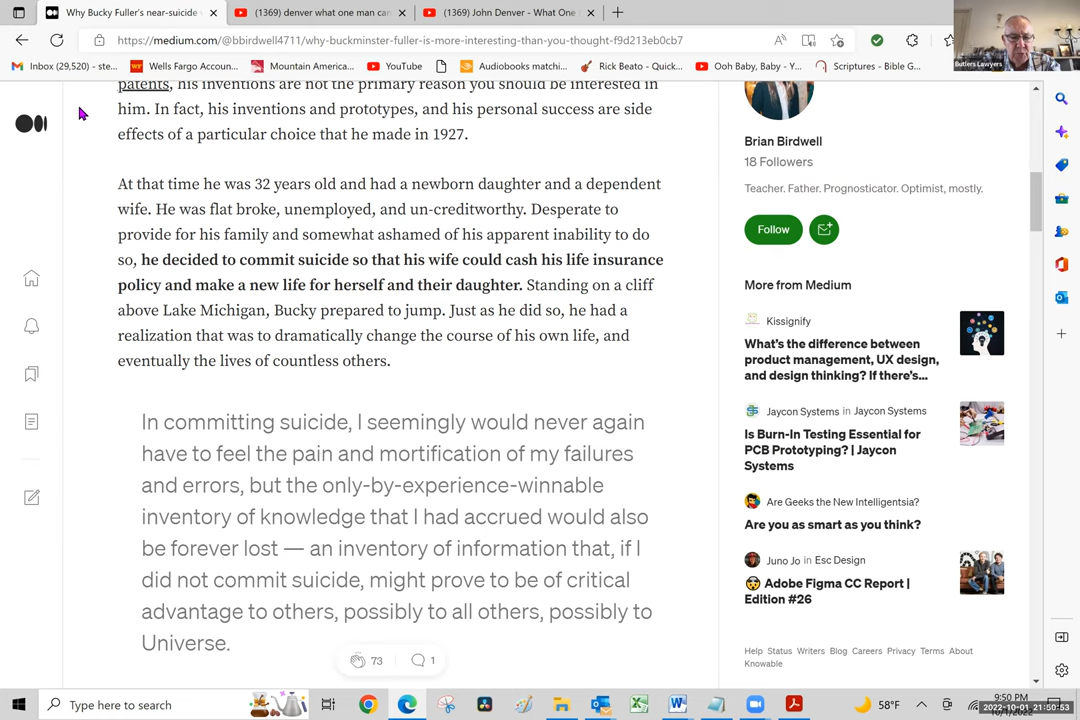 Why Bucky Fuller's near-suicide
(1369) denver what one man can
(1369) John Denver - What One
https://medium.com/@bbirdwell4711/why-buckminster-fuller-is-more-interesting-than-you-thought-f9d213eb0cb7
Inbox (29,520) - ste...
Wells Fargo Accoun...
Mountain America...
YouTube
Audiobooks matchi...
Rick Beato - Quick...
Ooh Baby, Baby - Y...
Scriptures - Bible G...
Butlers Lawyers
patents, his inventions are not the primary reason you should be interested in
him. In fact, his inventions and prototypes, and his personal success are side
effects of a particular choice that he made in 1927.
At that time he was 32 years old and had a newborn daughter and a dependent
wife. He was flat broke, unemployed, and un-creditworthy. Desperate to
provide for his family and somewhat ashamed of his apparent inability to do
so, he decided to commit suicide so that his wife could cash his life insurance
policy and make a new life for herself and their daughter. Standing on a cliff
above Lake Michigan, Bucky prepared to jump. Just as he did so, he had a
realization that was to dramatically change the course of his own life, and
eventually the lives of countless others.
In committing suicide, I seemingly would never again
have to feel the pain and mortification of my failures
and errors, but the only-by-experience-winnable
inventory of knowledge that I had accrued would also
be forever lost — an inventory of information that, if I
did not commit suicide, might prove to be of critical
advantage to others, possibly to all others, possibly to
Universe.
73
1
Brian Birdwell
18 Followers
Teacher. Father. Prognosticator. Optimist, mostly.
Follow
More from Medium
Kissignify
What's the difference between
product management, UX design,
and design thinking? If there's...
Jaycon Systems in Jaycon Systems
Is Burn-In Testing Essential for
PCB Prototyping? | Jaycon
Systems
Are Geeks the New Intelligentsia?
Are you as smart as you think?
Juno Jo in Esc Design
😲 Adobe Figma CC Report |
Edition #26
Help Status Writers Blog Careers Privacy Terms About
Knowable
Type here to search
58°F
9:50 PM
2022-10-01 21:50:53